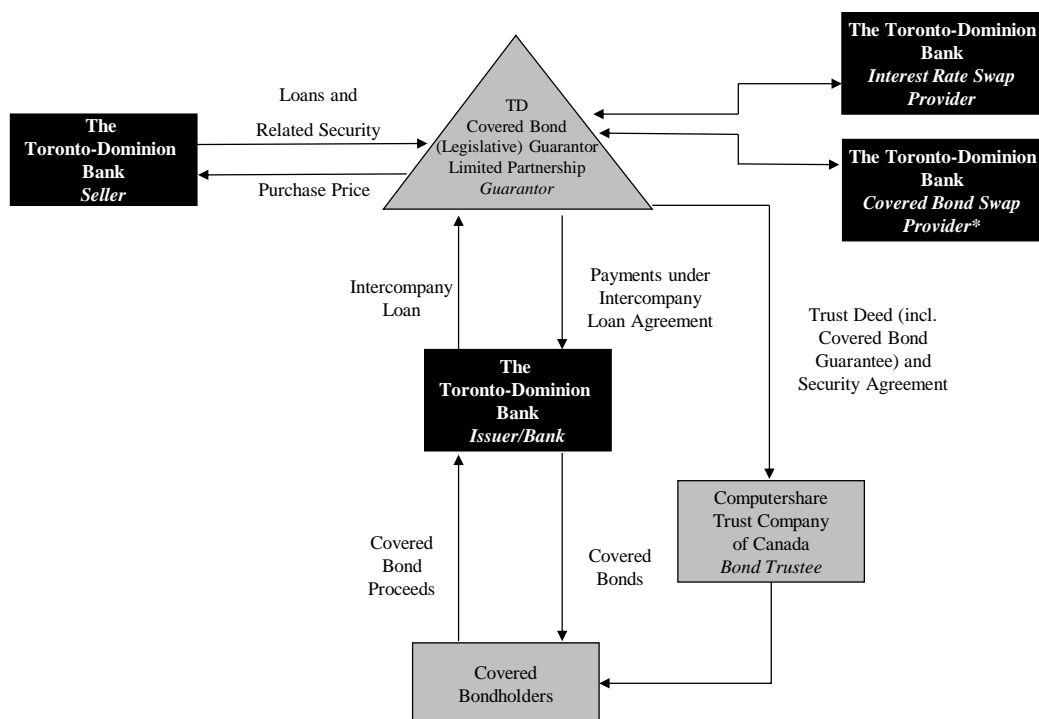 The Toronto-Dominion
Bank
Interest Rate Swap
Provider
TD
Covered Bond
(Legislative) Guarantor
Limited Partnership
Guarantor
Loans and
Related Security
The
Toronto-Dominion
Bank
Seller
Purchase Price
The Toronto-Dominion
Bank
Covered Bond Swap
Provider*
Intercompany
Loan
Payments under
Intercompany
Loan Agreement
Trust Deed (incl.
Covered Bond
Guarantee) and
Security Agreement
The
Toronto-Dominion
Bank
Issuer/Bank
Computershare
Trust Company
of Canada
Bond Trustee
Covered
Bond
Proceeds
Covered
Bonds
Covered
Bondholders